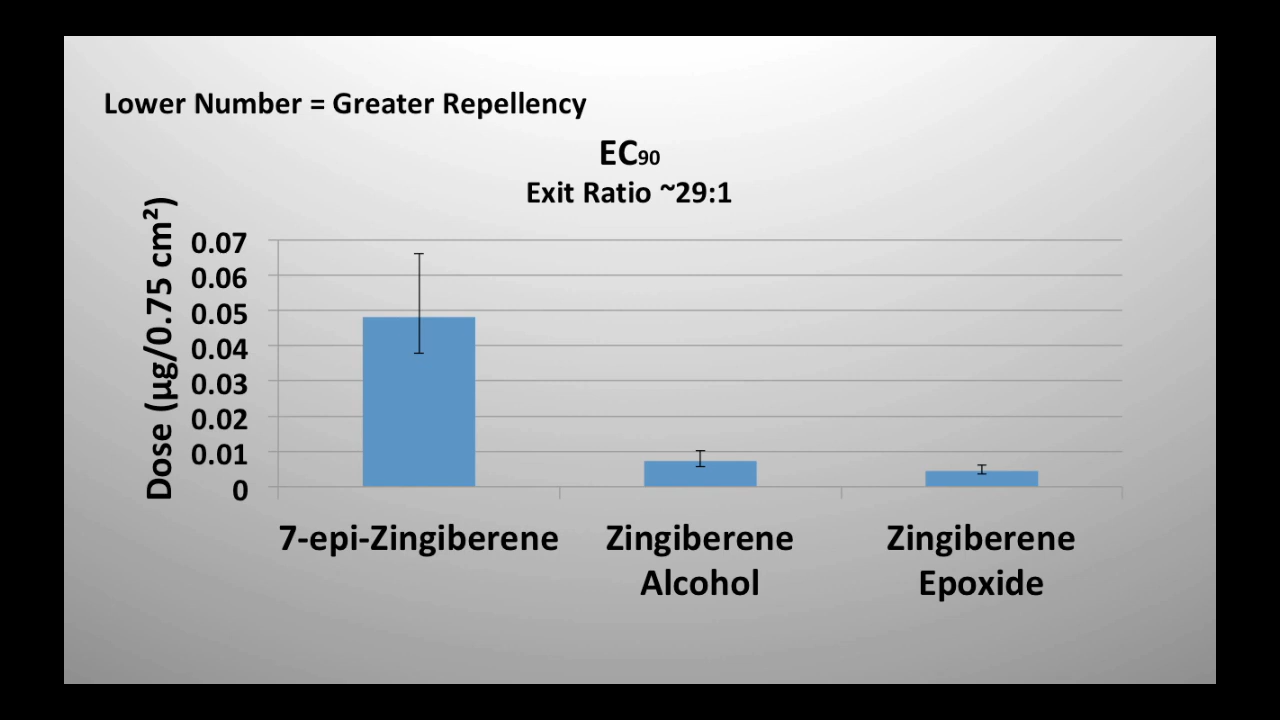 Lower Number = Greater Repellency
EC₉₀
Exit Ratio ~29:1
Dose (µg/0.75 cm²)
0.07
0.06
0.05
0.04
0.03
0.02
0.01
0
7-epi-Zingiberene
Zingiberene
Alcohol
Zingiberene
Epoxide